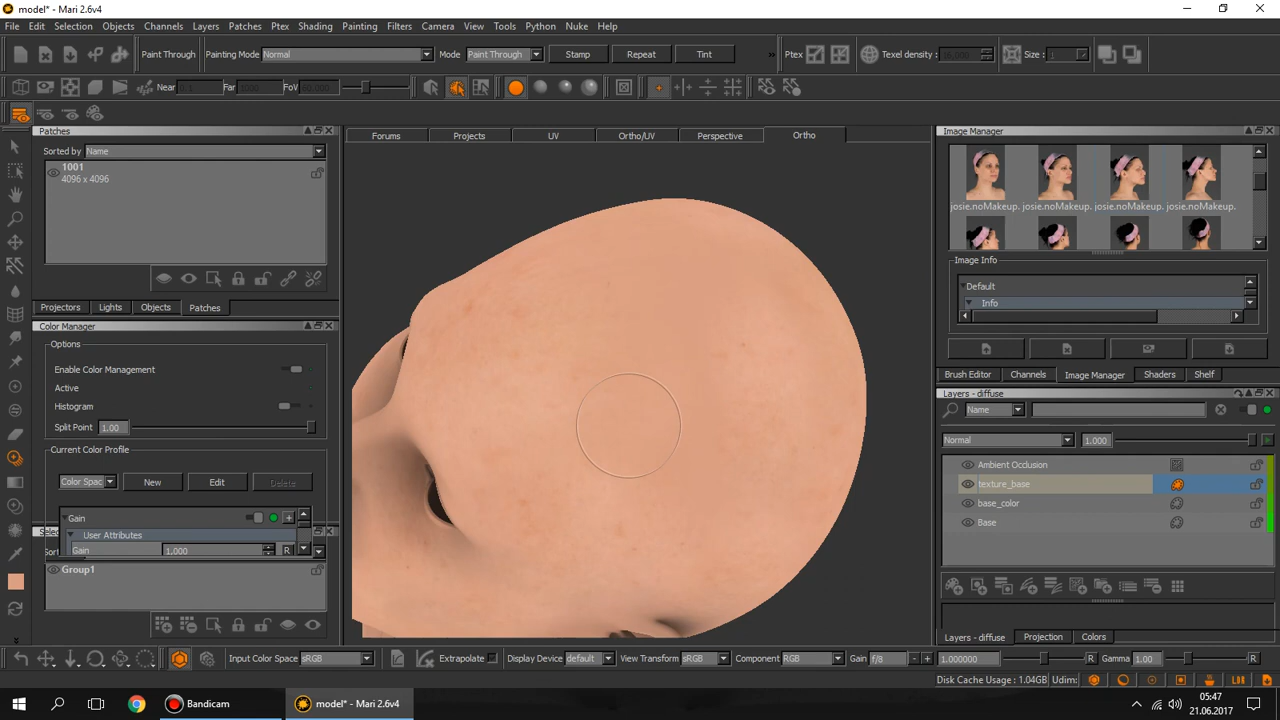 model* - Mari 2.6v4
File Edit Selection Objects Channels Layers Patches Ptex Shading Painting Filters Camera View Tools Python Nuke Help
Paint Through Painting Mode Normal Mode Paint Through Stamp Repeat Tint » Ptex Texel density : Size : 1
Near 0.1 Far FoV
Patches
Sorted by Name
1001
4096 x 4096
Projectors Lights Objects Patches
Color Manager
Options
Enable Color Management
Active
Histogram
Split Point 1.00
Current Color Profile
Color Spac New Edit Delete
Gain
User Attributes
Gain 1.000 R
Group1
Forums Projects UV Ortho/UV Perspective Ortho
Image Manager
josie.noMakeup. josie.noMakeup. josie.noMakeup. josie.noMakeup.
Image Info
Default
Info
Brush Editor Channels Image Manager Shaders Shelf
Layers - diffuse
Name
Normal 1.000
Ambient Occlusion
texture_base
base_color
Base
Layers - diffuse Projection Colors
Input Color Space sRGB Extrapolate Display Device default View Transform sRGB Component RGB Gain f/8 - + 1.000000 R Gamma 1.00 R
Disk Cache Usage : 1.04GB Udim:
Bandicam model* - Mari 2.6v4
05:47
21.06.2017